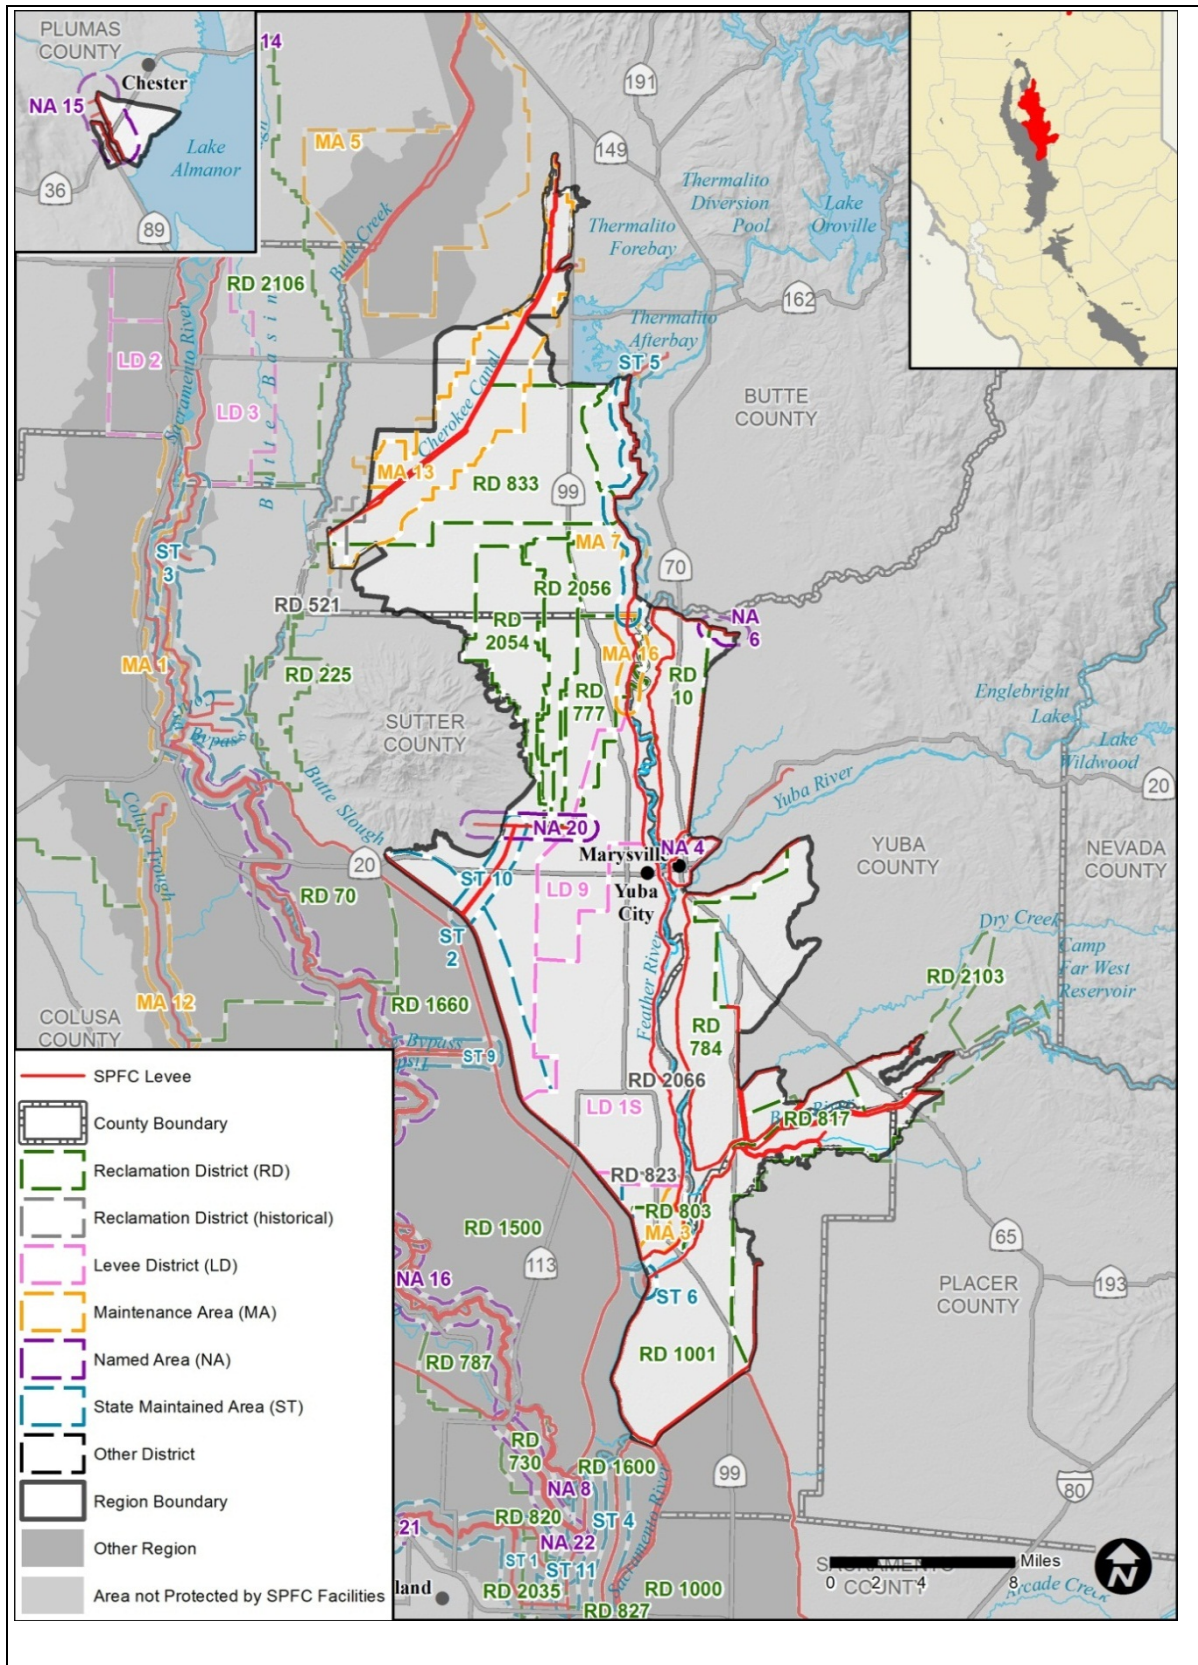 PLUMAS
COUNTY
Chester
NA 15
Lake
Almanor
36
89
14
MA 5
191
149
Thermalito
Diversion
Pool
Lake
Oroville
Thermalito
Forebay
162
Thermalito
Afterbay
ST 5
Butte Creek
RD 2106
Sacramento River
LD 2
LD 3
Butte Basin
Cherokee Canal
BUTTE
COUNTY
MA 13
RD 833
99
MA 7
70
ST
3
RD 521
RD 2056
RD
2054
NA
6
MA 16
RD
10
MA 1
RD 225
RD
777
SUTTER
COUNTY
Englebright
Lake
Lake
Wildwood
20
Colusa
Bypass
Butte Slough
Yuba River
Colusa
Trough
NA 20
NA 4
Marysville
Yuba
City
YUBA
COUNTY
NEVADA
COUNTY
20
ST 10
LD 9
RD 70
ST
2
Feather River
Dry Creek
RD 2103
Camp
Far West
Reservoir
MA 12
RD 1660
COLUSA
COUNTY
RD
784
Bypass
ST 9
RD 2066
LD 1S
RD 817
RD 823
RD 803
MA 3
RD 1500
113
65
193
NA 16
ST 6
PLACER
COUNTY
RD 787
RD 1001
RD
730
RD 1600
99
80
NA 8
RD 820
ST 4
21
NA 22
ST 1
ST 11
Sacramento River
land
RD 2035
RD 1000
RD 827
COUNTY
Arcade Creek
SPFC Levee
County Boundary
Reclamation District (RD)
Reclamation District (historical)
Levee District (LD)
Maintenance Area (MA)
Named Area (NA)
State Maintained Area (ST)
Other District
Region Boundary
Other Region
Area not Protected by SPFC Facilities
Miles
0 2 4 8
N